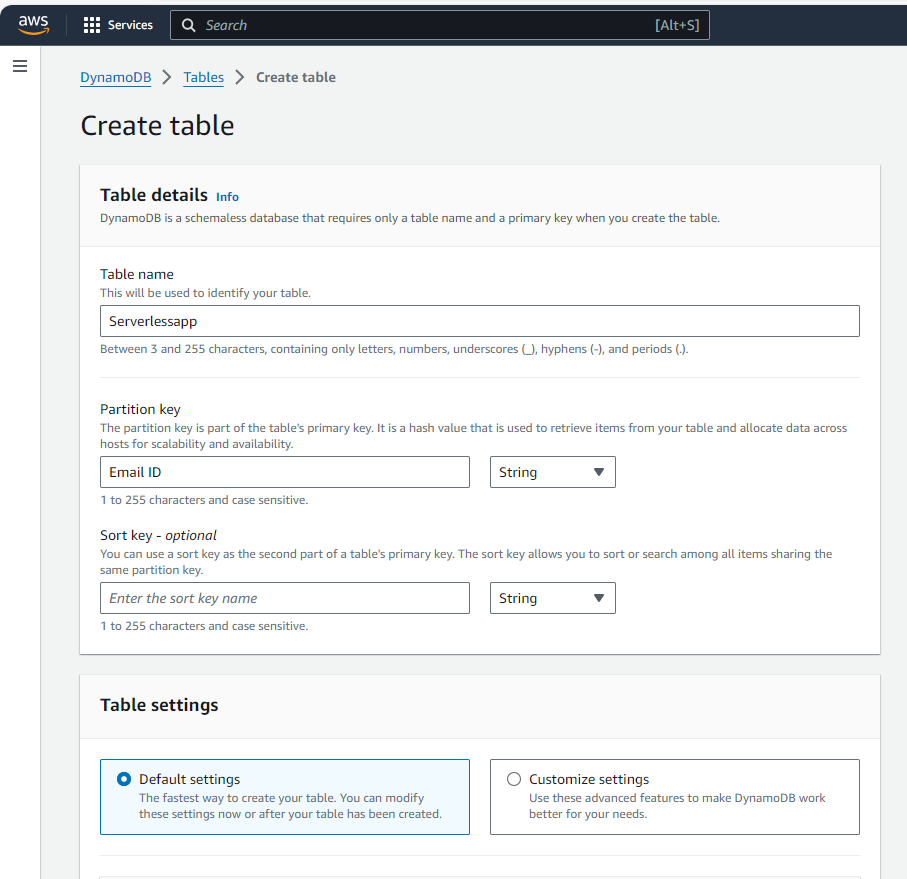 aws
Services
Search
[Alt+S]
DynamoDB
Tables
Create table
Create table
Table details Info
DynamoDB is a schemaless database that requires only a table name and a primary key when you create the table.
Table name
This will be used to identify your table.
Serverlessapp
Between 3 and 255 characters, containing only letters, numbers, underscores (_), hyphens (-), and periods (.).
Partition key
The partition key is part of the table's primary key. It is a hash value that is used to retrieve items from your table and allocate data across
hosts for scalability and availability.
Email ID
String
1 to 255 characters and case sensitive.
Sort key - optional
You can use a sort key as the second part of a table's primary key. The sort key allows you to sort or search among all items sharing the
same partition key.
Enter the sort key name
String
1 to 255 characters and case sensitive.
Table settings
Default settings
The fastest way to create your table. You can modify
these settings now or after your table has been created.
Customize settings
Use these advanced features to make DynamoDB work
better for your needs.